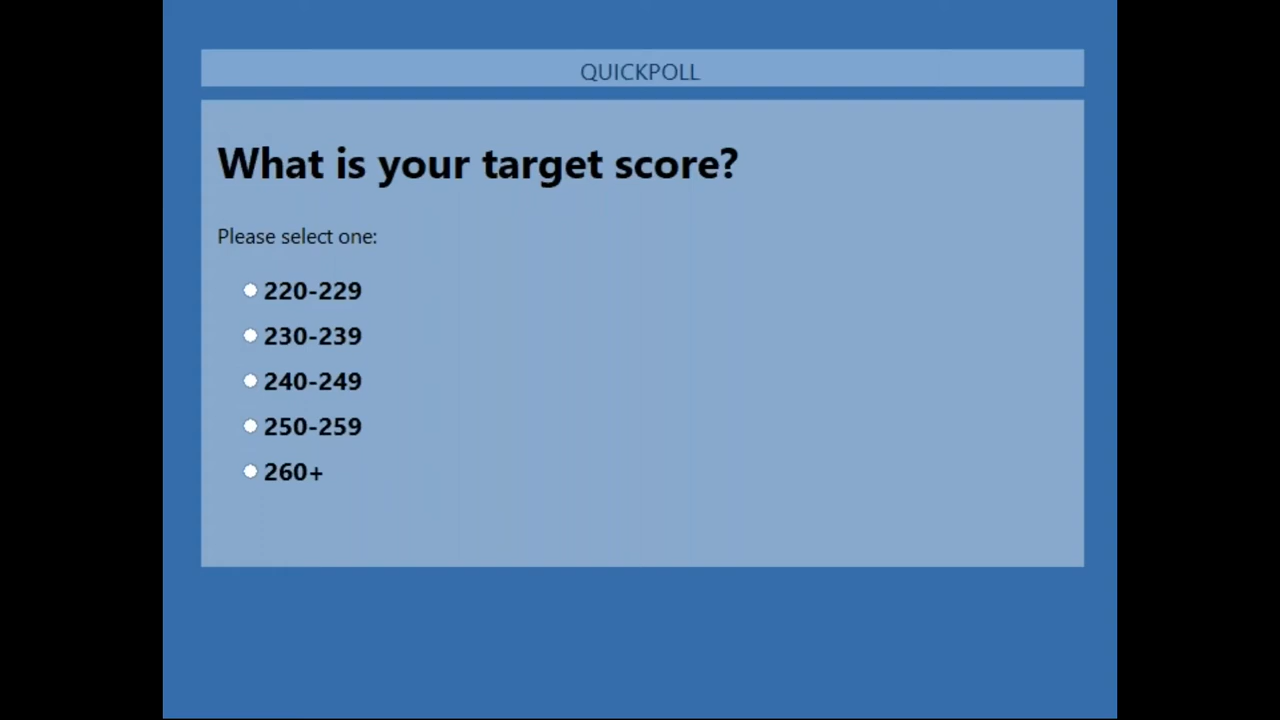 QUICKPOLL
What is your target score?
Please select one:
220-229
230-239
240-249
250-259
260+